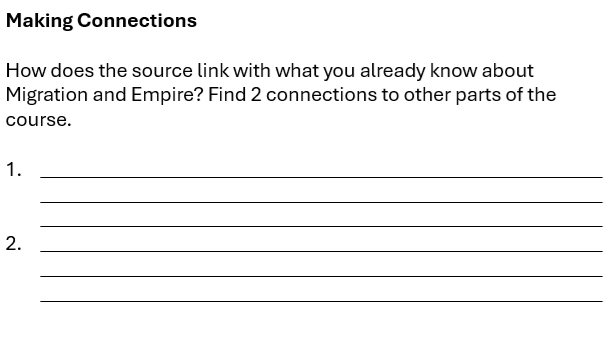 Making Connections
How does the source link with what you already know about
Migration and Empire? Find 2 connections to other parts of the
course.
1.
2.